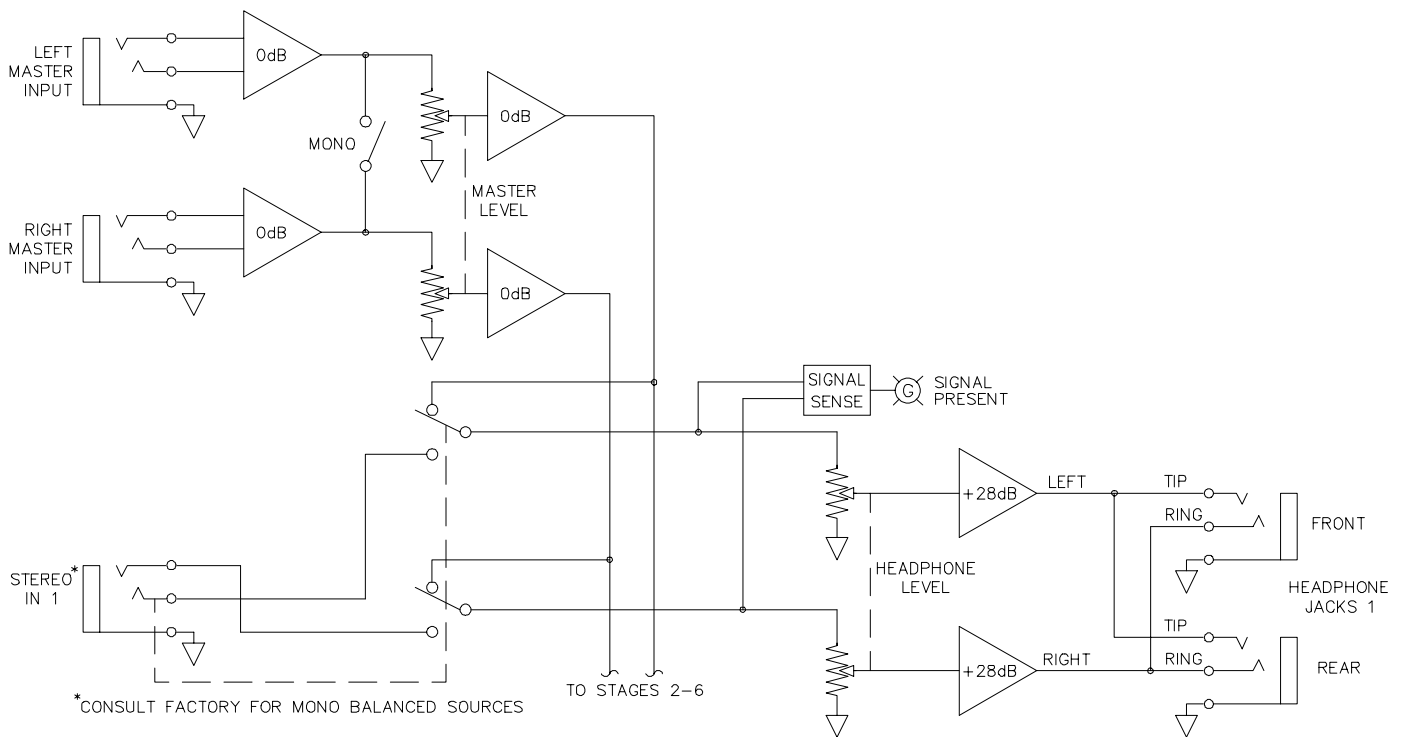 LEFT
MASTER
INPUT
0dB
MONO
0dB
MASTER
LEVEL
RIGHT
MASTER
INPUT
0dB
0dB
SIGNAL
SENSE
G
SIGNAL
PRESENT
+28dB
LEFT
TIP
RING
FRONT
HEADPHONE
LEVEL
HEADPHONE
JACKS 1
STEREO*
IN 1
+28dB
RIGHT
TIP
RING
REAR
TO STAGES 2-6
*CONSULT FACTORY FOR MONO BALANCED SOURCES